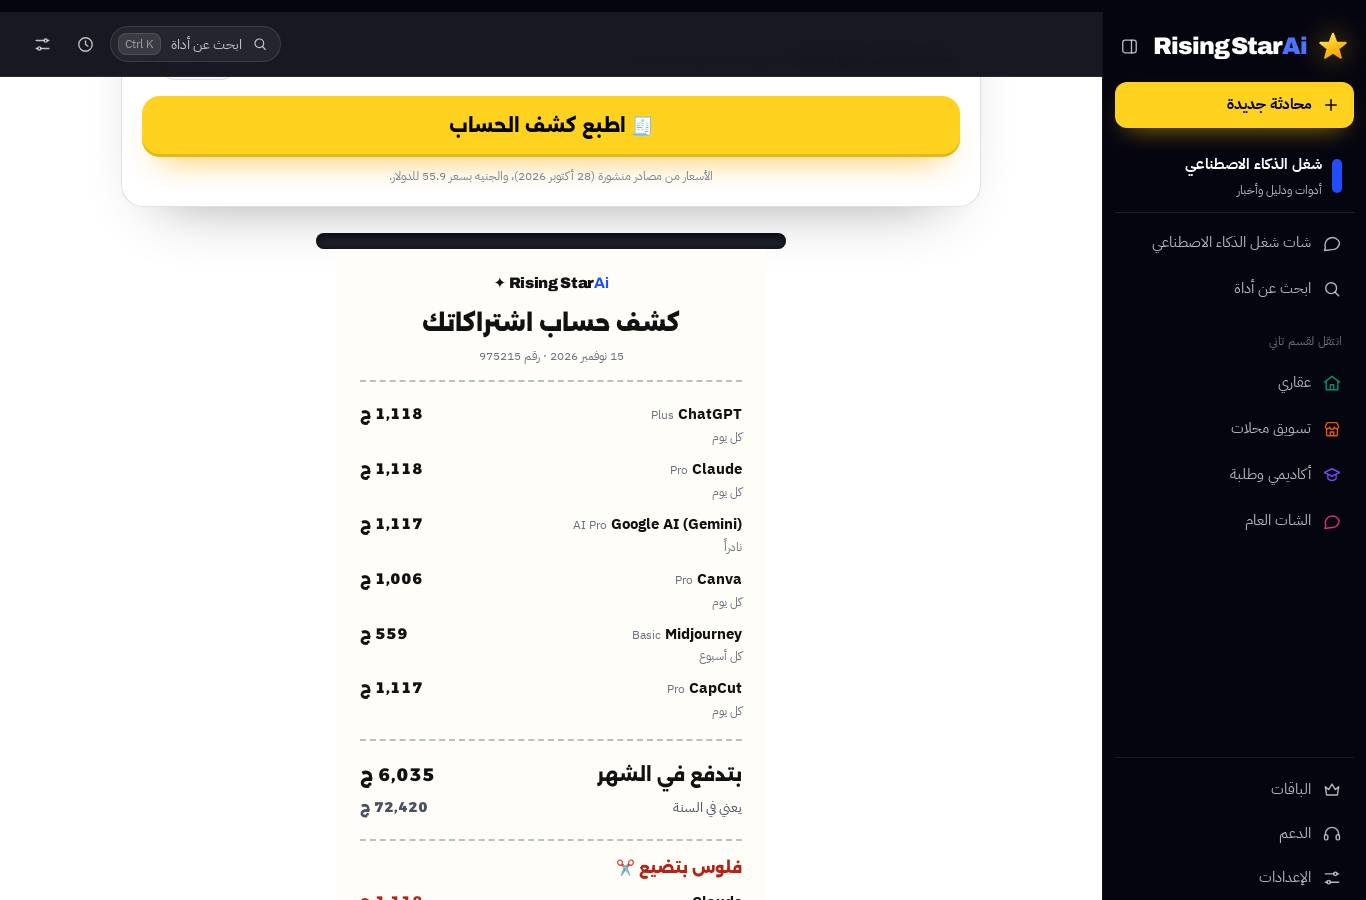 RisingStarAi
محادثة جديدة
شغل الذكاء الاصطناعي
أدوات ودليل وأخبار
شات شغل الذكاء الاصطناعي
ابحث عن أداة
انتقل لقسم تاني
عقاري
تسويق محلات
أكاديمي وطلبة
الشات العام
الباقات
الدعم
الإعدادات
ابحث عن أداة Ctrl K
اطبع كشف الحساب
الأسعار من مصادر منشورة (28 أكتوبر 2026)، والجنيه بسعر 55.9 للدولار.
RisingStarAi
كشف حساب اشتراكاتك
15 نوفمبر 2026 · رقم 975215
ChatGPT Plus 1,118 ج
كل يوم
Claude Pro 1,118 ج
كل يوم
Google AI (Gemini) AI Pro 1,117 ج
نادراً
Canva Pro 1,006 ج
كل يوم
Midjourney Basic 559 ج
كل أسبوع
CapCut Pro 1,117 ج
كل يوم
بتدفع في الشهر 6,035 ج
يعني في السنة 72,420 ج
فلوس بتضيع
Claude 1,118 ج